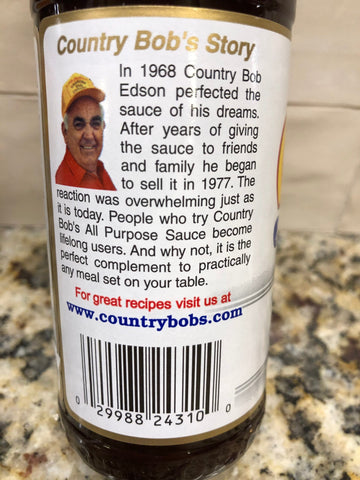 Country Bob's Story
In 1968 Country Bob
Edson perfected the
sauce of his dreams.
After years of giving
the sauce to friends
and family he began
to sell it in 1977. The
reaction was overwhelming just as
it is today. People who try Country
Bob's All Purpose Sauce become
lifelong users. And why not, it is the
perfect complement to practically
any meal set on your table.
For great recipes visit us at
www.countrybobs.com
0 29988 24310 0